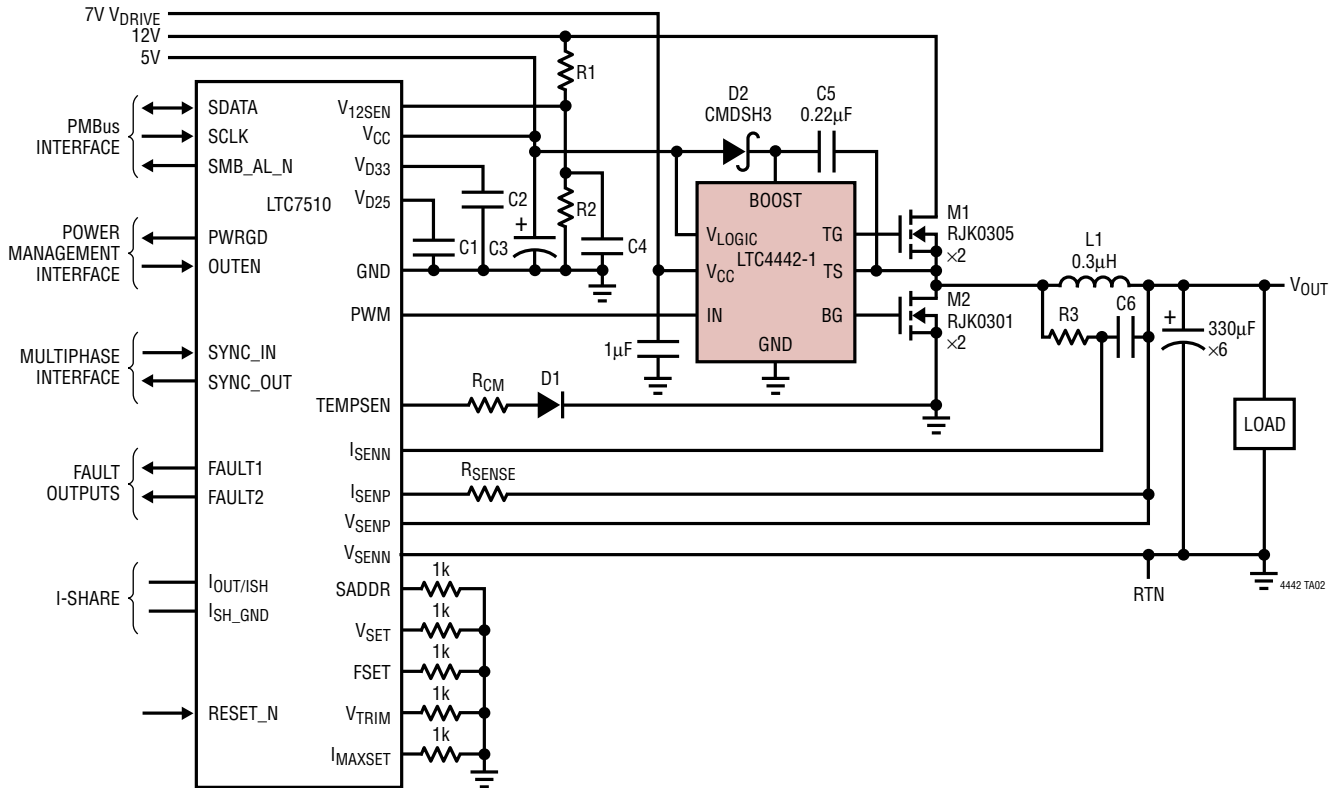 7V VDRIVE
12V
5V
R1
D2
CMDSH3
C5
0.22µF
PMBus
INTERFACE
SDATA
SCLK
SMB_AL_N
V12SEN
VCC
VD33
VD25
LTC7510
C2
C1
C3
+
R2
C4
BOOST
VLOGIC
LTC4442-1
VCC
IN
GND
TG
TS
BG
M1
RJK0305
×2
M2
RJK0301
×2
L1
0.3µH
VOUT
R3
C6
+
330µF
×6
LOAD
POWER
MANAGEMENT
INTERFACE
PWRGD
OUTEN
GND
PWM
1µF
MULTIPHASE
INTERFACE
SYNC_IN
SYNC_OUT
TEMPSEN
RCM
D1
ISENN
FAULT
OUTPUTS
FAULT1
FAULT2
ISENP
RSENSE
VSENP
VSENN
RTN
4442 TA02
I-SHARE
IOUT/ISH
ISH_GND
SADDR
1k
VSET
1k
FSET
1k
RESET_N
VTRIM
1k
IMAXSET
1k